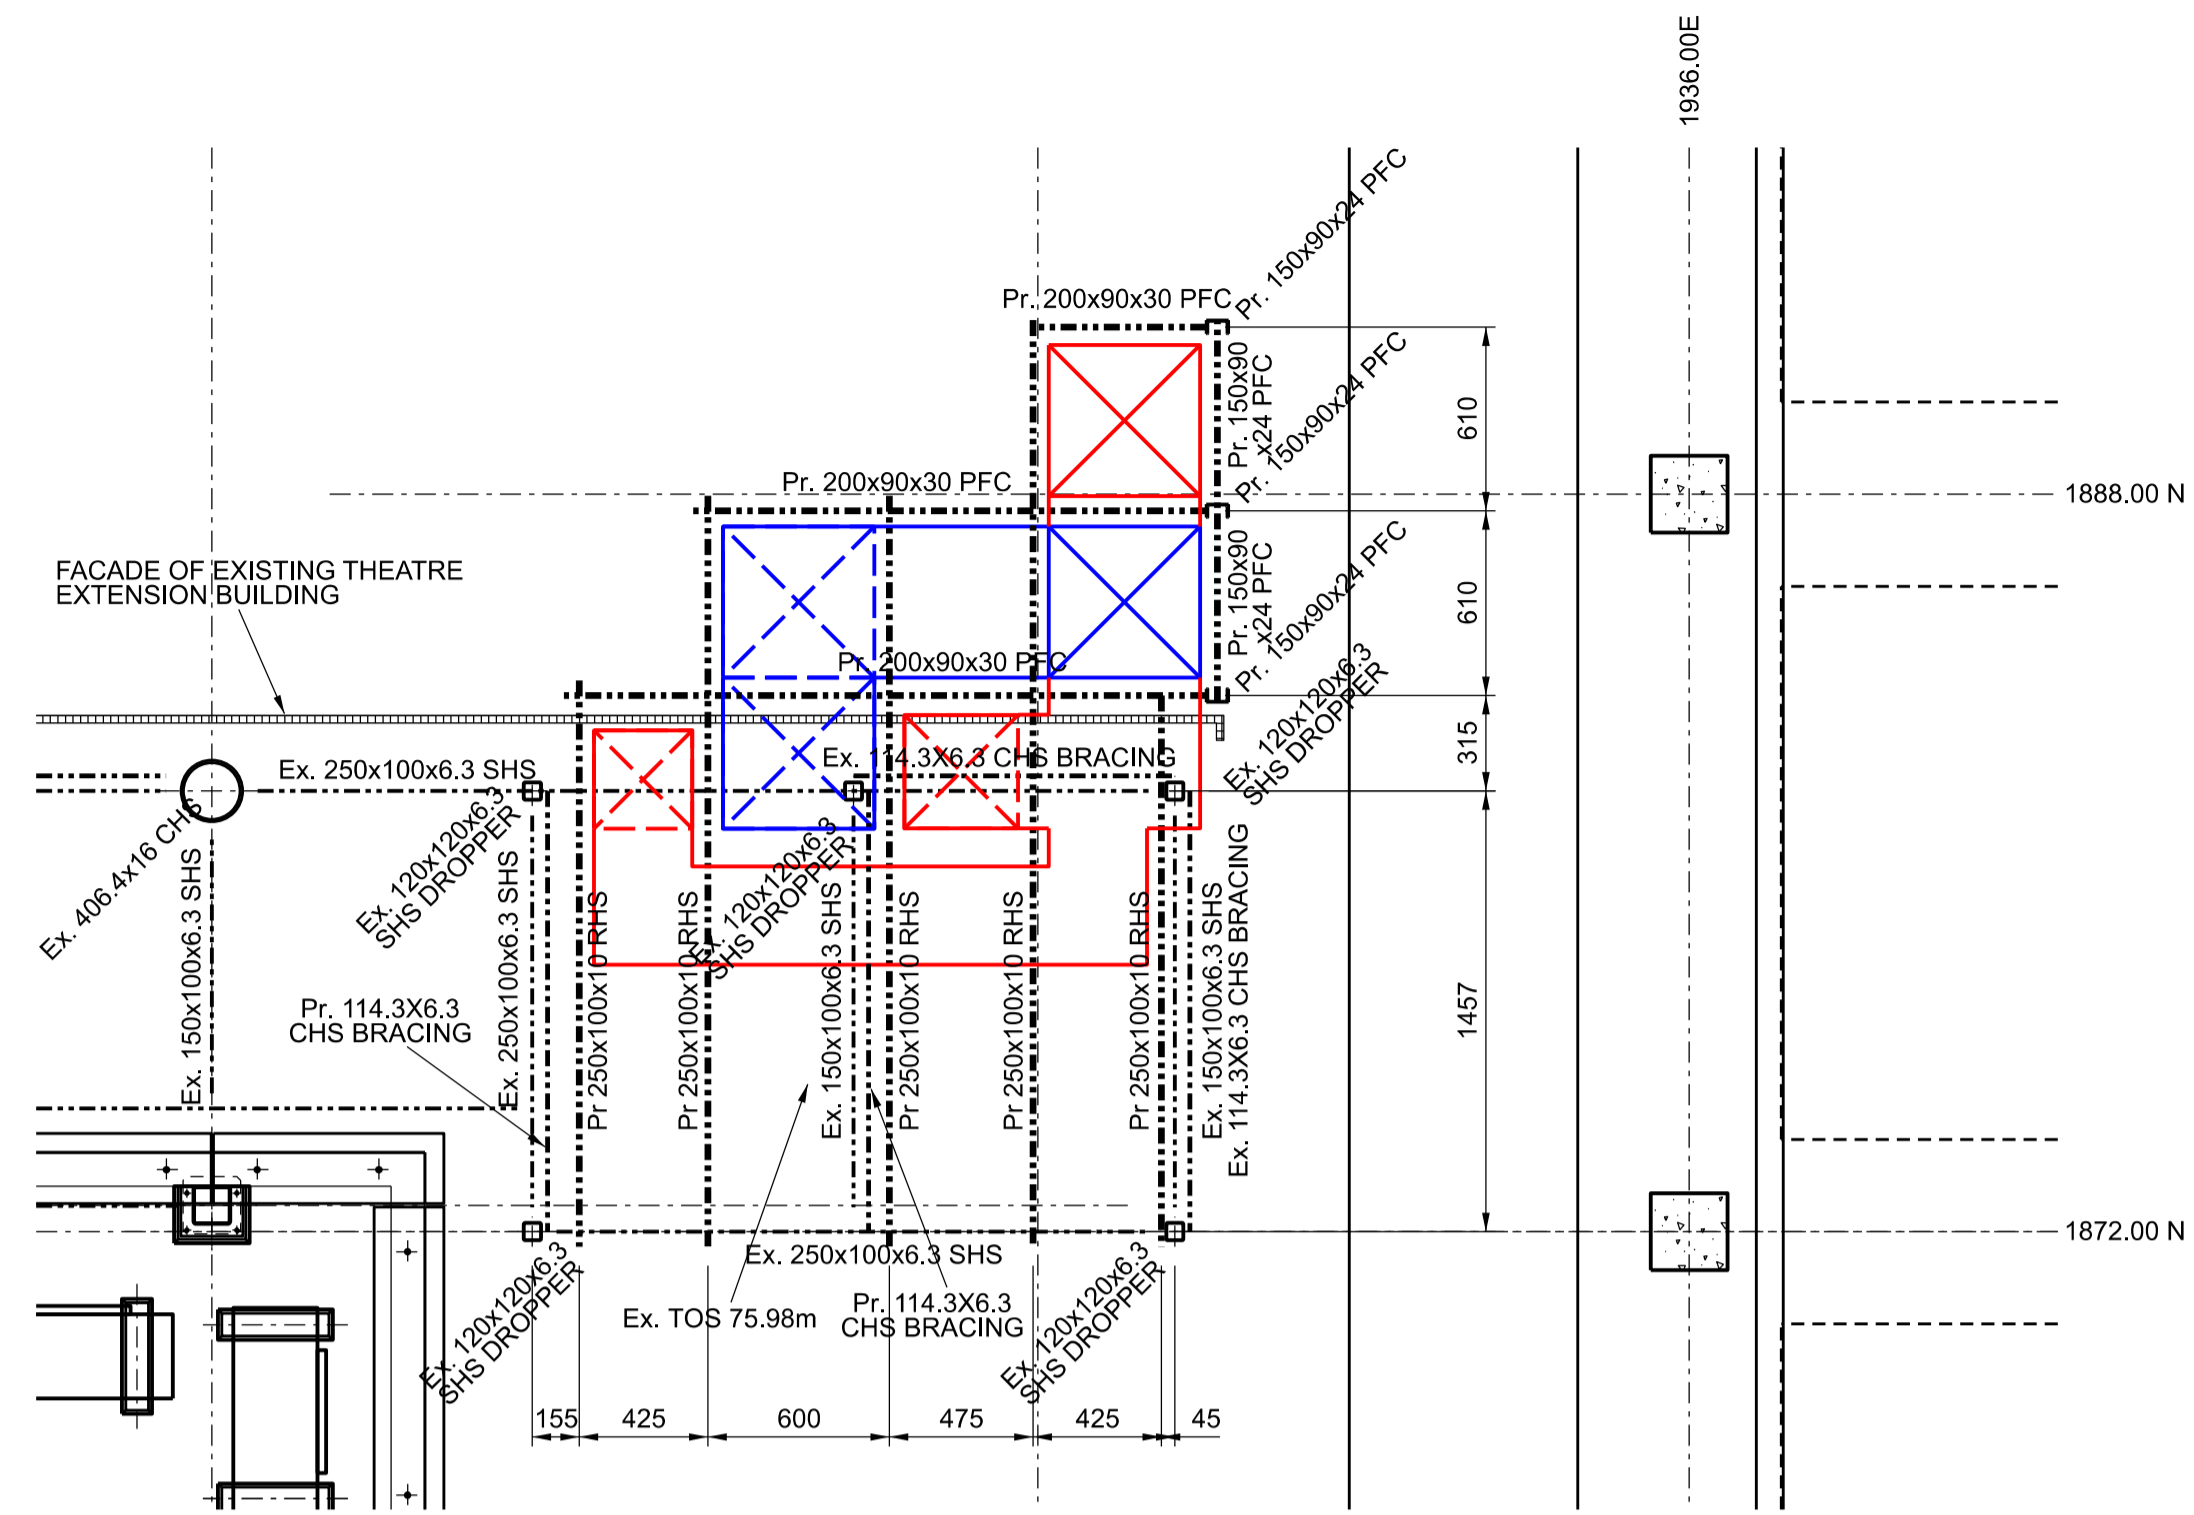 1936.00E
Pr. 150x90x24 PFC
Pr. 200x90x30 PFC
Pr. 150x90
x24 PFC
Pr. 150x90x24 PFC
Pr. 200x90x30 PFC
1888.00 N
610
Pr. 150x90
x24 PFC
Pr. 150x90x24 PFC
FACADE OF EXISTING THEATRE
EXTENSION BUILDING
610
Pr. 200x90x30 PFC
Ex. 120x120x6.3
SHS DROPPER
315
Ex. 250x100x6.3 SHS
Ex. 114.3X6.3 CHS BRACING
Ex. 406.4x16 CHS
Ex. 150x100x6.3 SHS
Ex. 120x120x6.3
SHS DROPPER
Ex. 250x100x6.3 SHS
Pr 250x100x10 RHS
Pr 250x100x10 RHS
Ex. 120x120x6.3
SHS DROPPER
Ex. 150x100x6.3 SHS
Pr 250x100x10 RHS
Pr 250x100x10 RHS
Pr 250x100x10 RHS
Ex. 150x100x6.3 SHS
Ex. 114.3X6.3 CHS BRACING
1457
Pr. 114.3X6.3
CHS BRACING
1872.00 N
Ex. 250x100x6.3 SHS
Ex. 120x120x6.3
SHS DROPPER
Ex. TOS 75.98m
Pr. 114.3X6.3
CHS BRACING
Ex. 120x120x6.3
SHS DROPPER
155
425
600
475
425
45